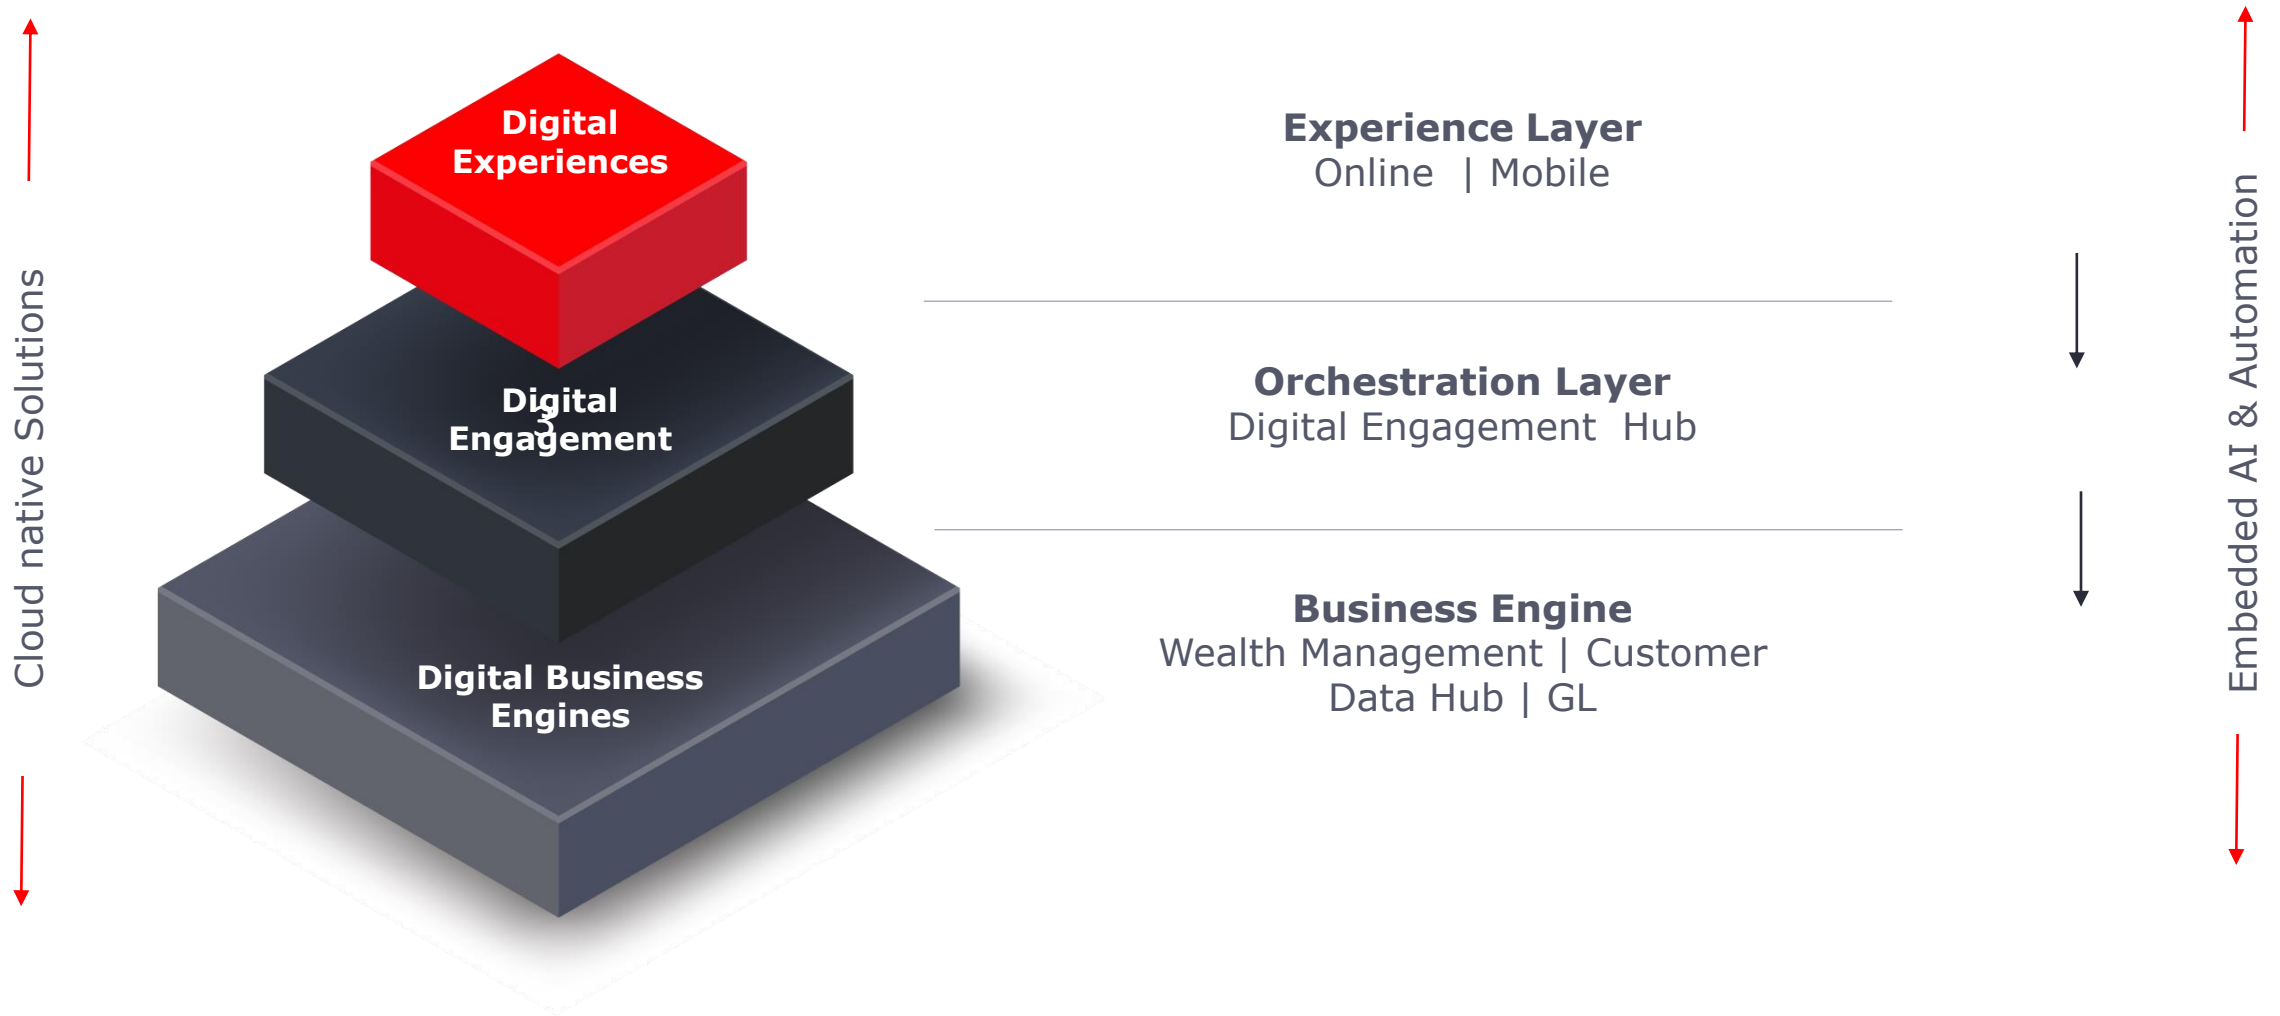 Cloud native Solutions
Digital
Experiences
Digital
3
Engagement
Digital Business
Engines
Experience Layer
Online | Mobile
Orchestration Layer
Digital Engagement Hub
Business Engine
Wealth Management | Customer
Data Hub | GL
Embedded AI & Automation